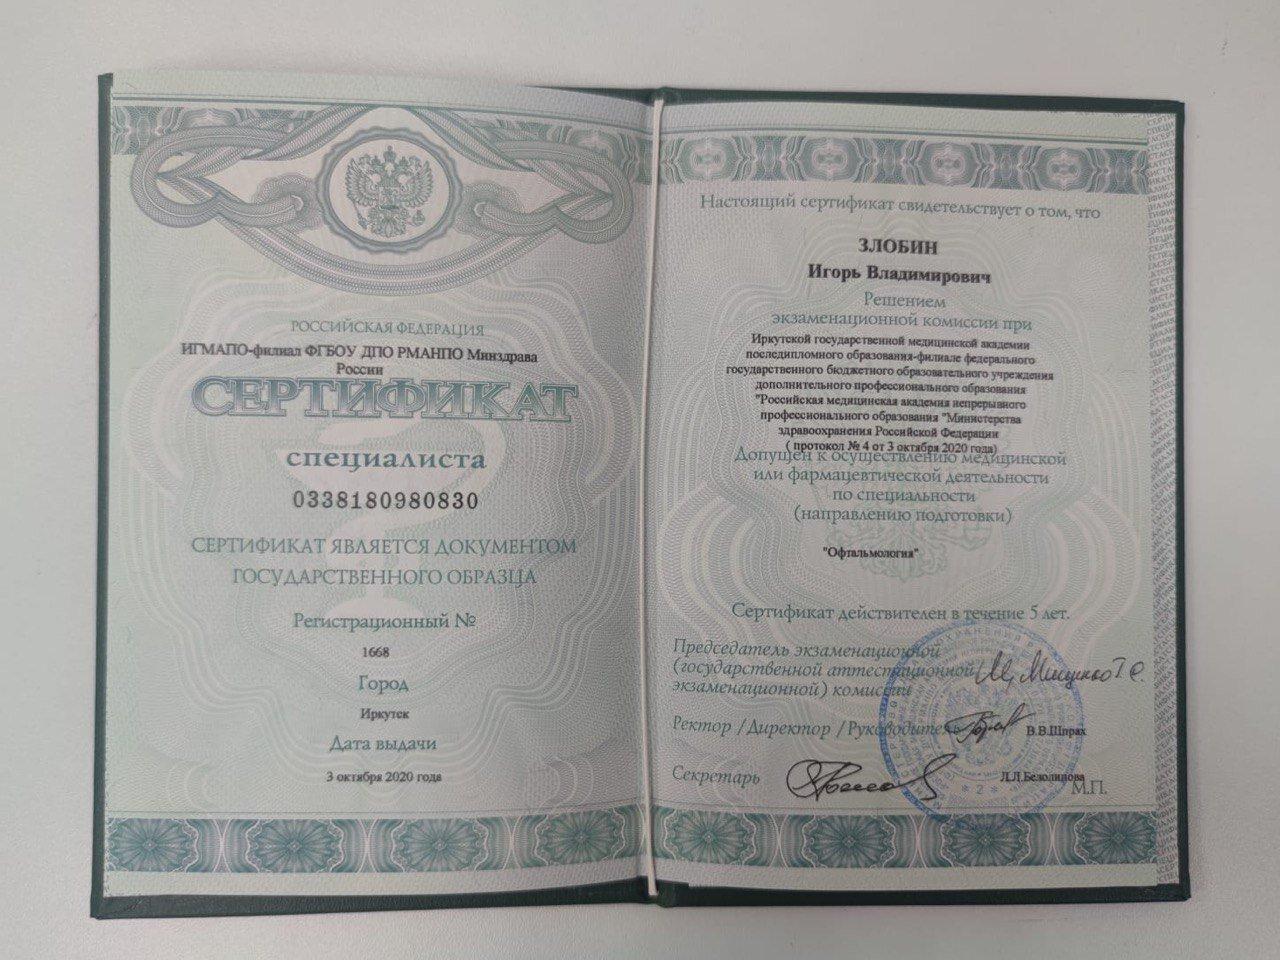 РОССИЙСКАЯ ФЕДЕРАЦИЯ
ИГМАПО-филиал ФГБОУ ДПО РМАНПО Минздрава
России
СЕРТИФИКАТ
специалиста
0338180980830
СЕРТИФИКАТ ЯВЛЯЕТСЯ ДОКУМЕНТОМ
ГОСУДАРСТВЕННОГО ОБРАЗЦА
Регистрационный №
1668
Город
Иркутск
Дата выдачи
3 октября 2020 года
Настоящий сертификат свидетельствует о том, что
ЗЛОБИН
Игорь Владимирович
Решением
экзаменационной комиссии при
Иркутской государственной медицинской академии
последипломного образования-филиале федерального
государственного бюджетного образовательного учреждения
дополнительного профессионального образования
"Российская медицинская академия непрерывного
профессионального образования "Министерства
здравоохранения Российской Федерации
( протокол № 4 от 3 октября 2020 года)
Допущен к осуществлению медицинской
или фармацевтической деятельности
по специальности
(направлению подготовки)
"Офтальмология"
Сертификат действителен в течение 5 лет.
Председатель экзаменационной
(государственной аттестационной
экзаменационной) комиссии
Ректор /Директор /Руководитель
В.В.Шпрах
Секретарь
Л.Л.Белолипова
М.П.